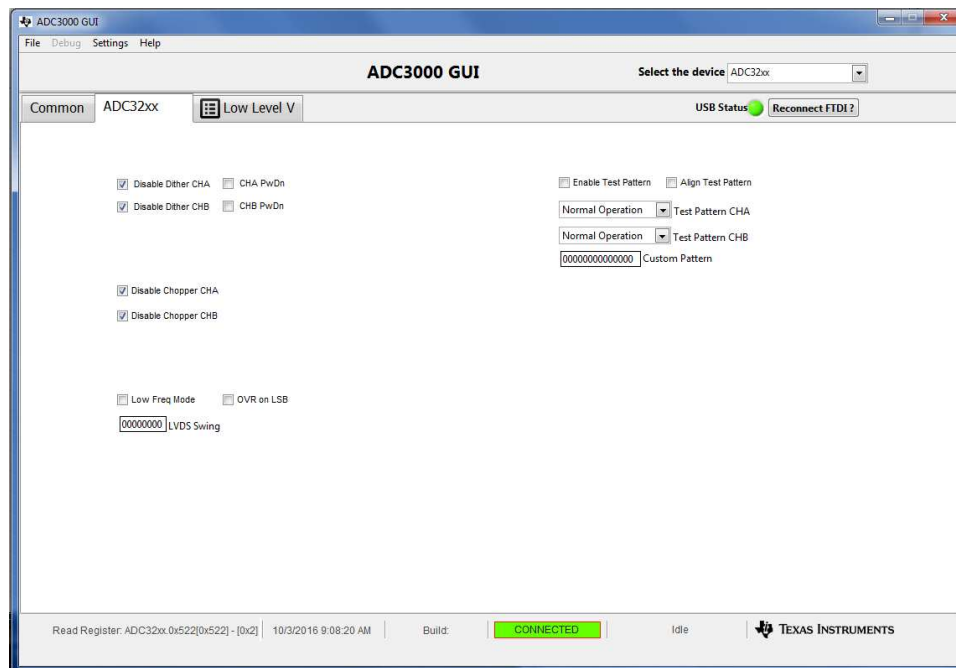 ADC3000 GUI
File Debug Settings Help
ADC3000 GUI
Select the device ADC32xx
Common ADC32xx Low Level V
USB Status Reconnect FTDI ?
Disable Dither CHA CHA PwDn
Enable Test Pattern Align Test Pattern
Disable Dither CHB CHB PwDn
Normal Operation Test Pattern CHA
Normal Operation Test Pattern CHB
00000000000000 Custom Pattern
Disable Chopper CHA
Disable Chopper CHB
Low Freq Mode OVR on LSB
00000000 LVDS Swing
Read Register: ADC32xx.0x522[0x522] - [0x2] 10/3/2016 9:08:20 AM Build: CONNECTED Idle TEXAS INSTRUMENTS